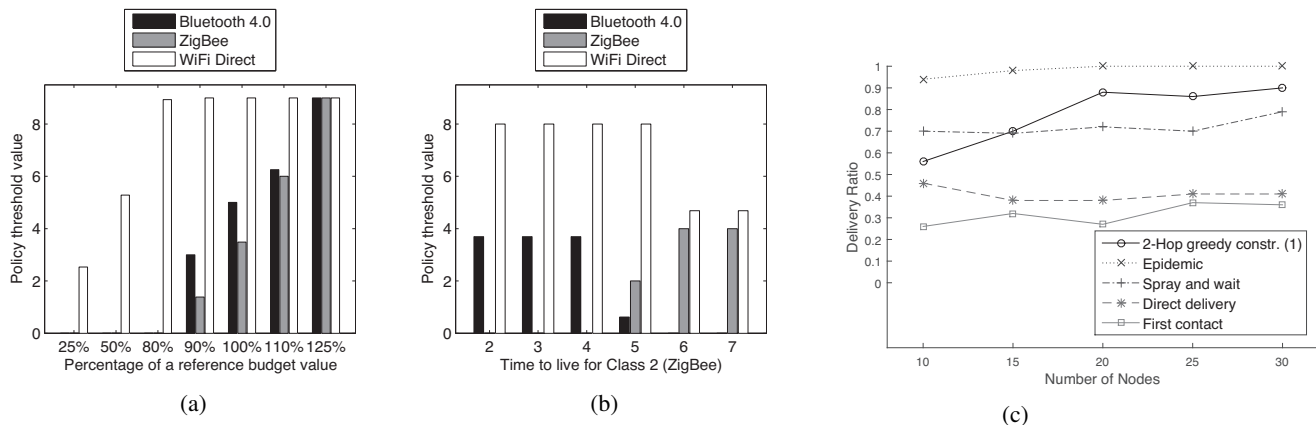 Bluetooth 4.0
ZigBee
WiFi Direct
Policy threshold value
8
6
4
2
0
25% 50% 80% 90% 100% 110% 125%
Percentage of a reference budget value
(a)
Bluetooth 4.0
ZigBee
WiFi Direct
Policy threshold value
8
6
4
2
0
2 3 4 5 6 7
Time to live for Class 2 (ZigBee)
(b)
Delivery Ratio
1
0.9
0.8
0.7
0.6
0.5
0.4
0.3
0.2
0.1
0
2-Hop greedy constr. (1)
Epidemic
Spray and wait
Direct delivery
First contact
10 15 20 25 30
Number of Nodes
(c)